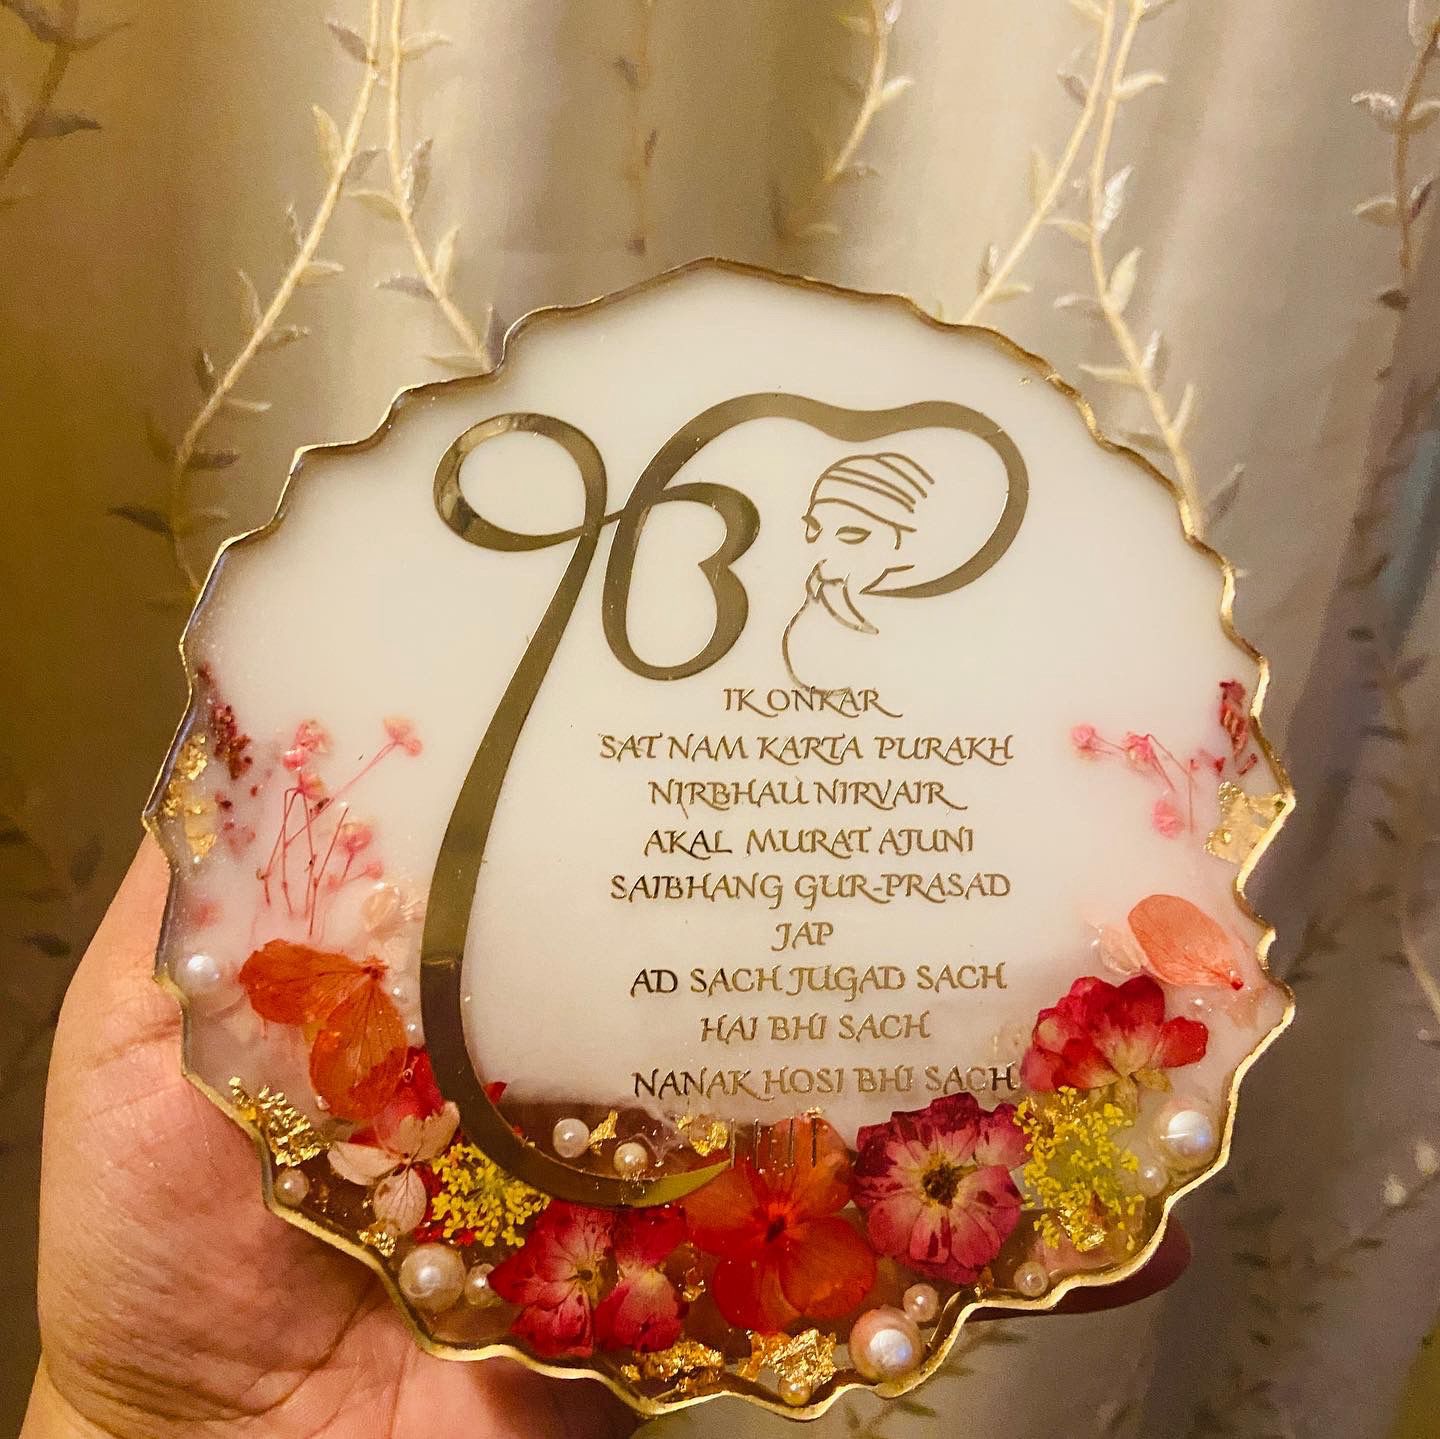 ੴ
IK ONKAR
SAT NAM KARTA PURAKH
NIRBHAU NIRVAIR
AKAL MURAT AJUNI
SAIBHANG GUR-PRASAD
JAP
AD SACH JUGAD SACH
HAI BHI SACH
NANAK HOSI BHI SACH